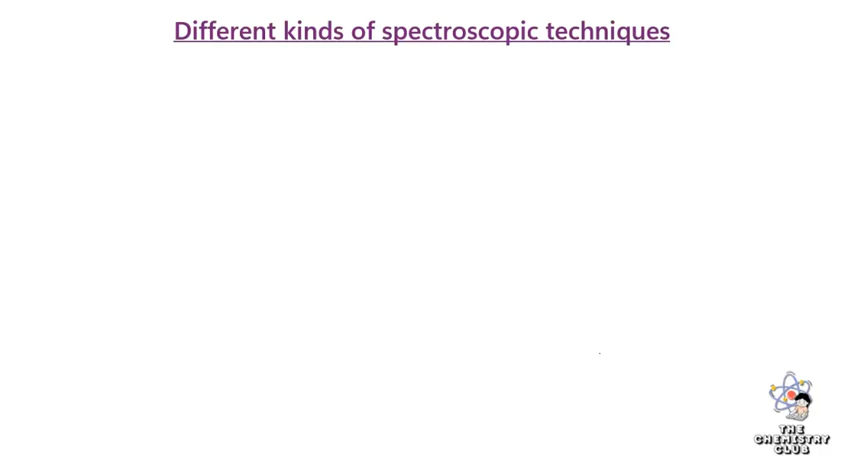 Different kinds of spectroscopic techniques
THE
CHEMISTRY
CLUB